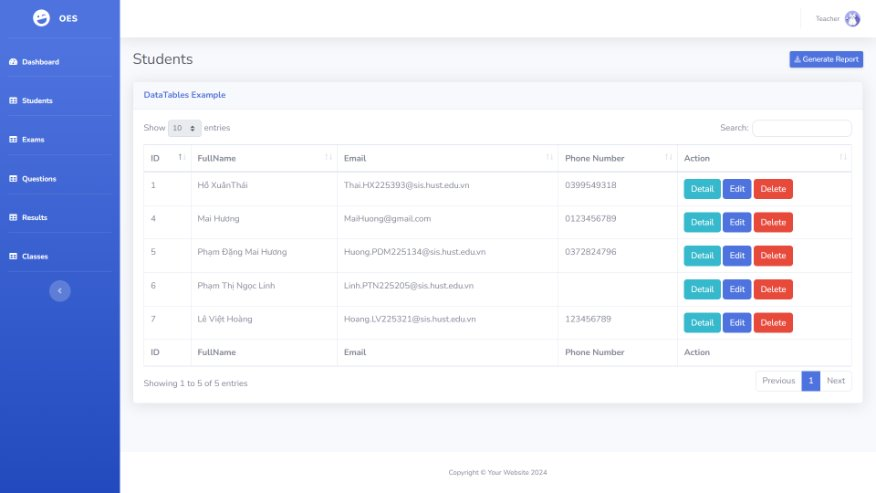 OES
Teacher
Dashboard
Students
Exams
Questions
Results
Classes
Students
Generate Report
DataTables Example
Show 10 entries
Search:
ID FullName Email Phone Number Action
1 Hồ XuânThái Thai.HX225393@sis.hust.edu.vn 0399549318 Detail Edit Delete
4 Mai Hương MaiHuong@gmail.com 0123456789 Detail Edit Delete
5 Phạm Đặng Mai Hương Huong.PDM225134@sis.hust.edu.vn 0372824796 Detail Edit Delete
6 Phạm Thị Ngọc Linh Linh.PTN225205@sis.hust.edu.vn Detail Edit Delete
7 Lê Việt Hoàng Hoang.LV225321@sis.hust.edu.vn 123456789 Detail Edit Delete
ID FullName Email Phone Number Action
Showing 1 to 5 of 5 entries
Previous 1 Next
Copyright © Your Website 2024